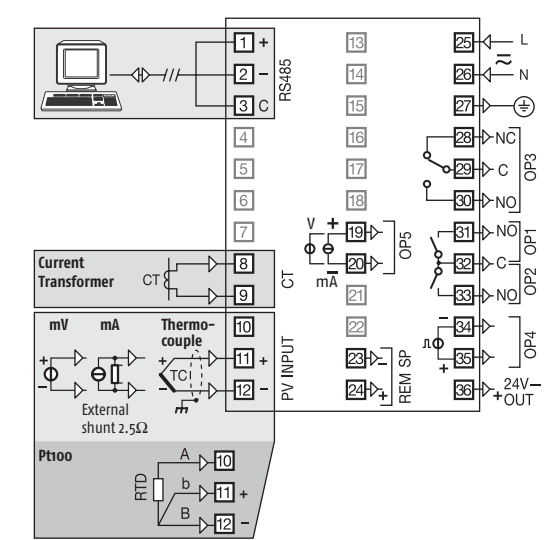 1 + 13 25 L
2 – 14 26 N
3 C 15 27
RS485
4 16 28 NC
5 17 29 C
6 18 30 NO
OP3
7 V + 19 31 NO OP1
mA – 20 OP5 32 C
33 NO OP2
Current
Transformer
CT
8
9
CT
21
mV mA Thermo-
couple
10 22 34 –
+ + TC 11 + 23 – 35 +
– – 12 – 24 + 36 + 24V–
OUT
PV INPUT
REM SP
OP4
External
shunt 2.5Ω
Pt100
RTD
A 10
b 11 +
B 12 –